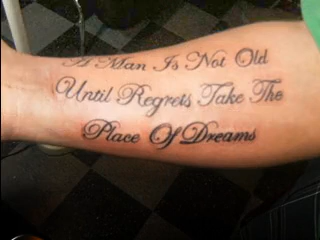 A Man Is Not Old
Until Regrets Take The
Place Of Dreams